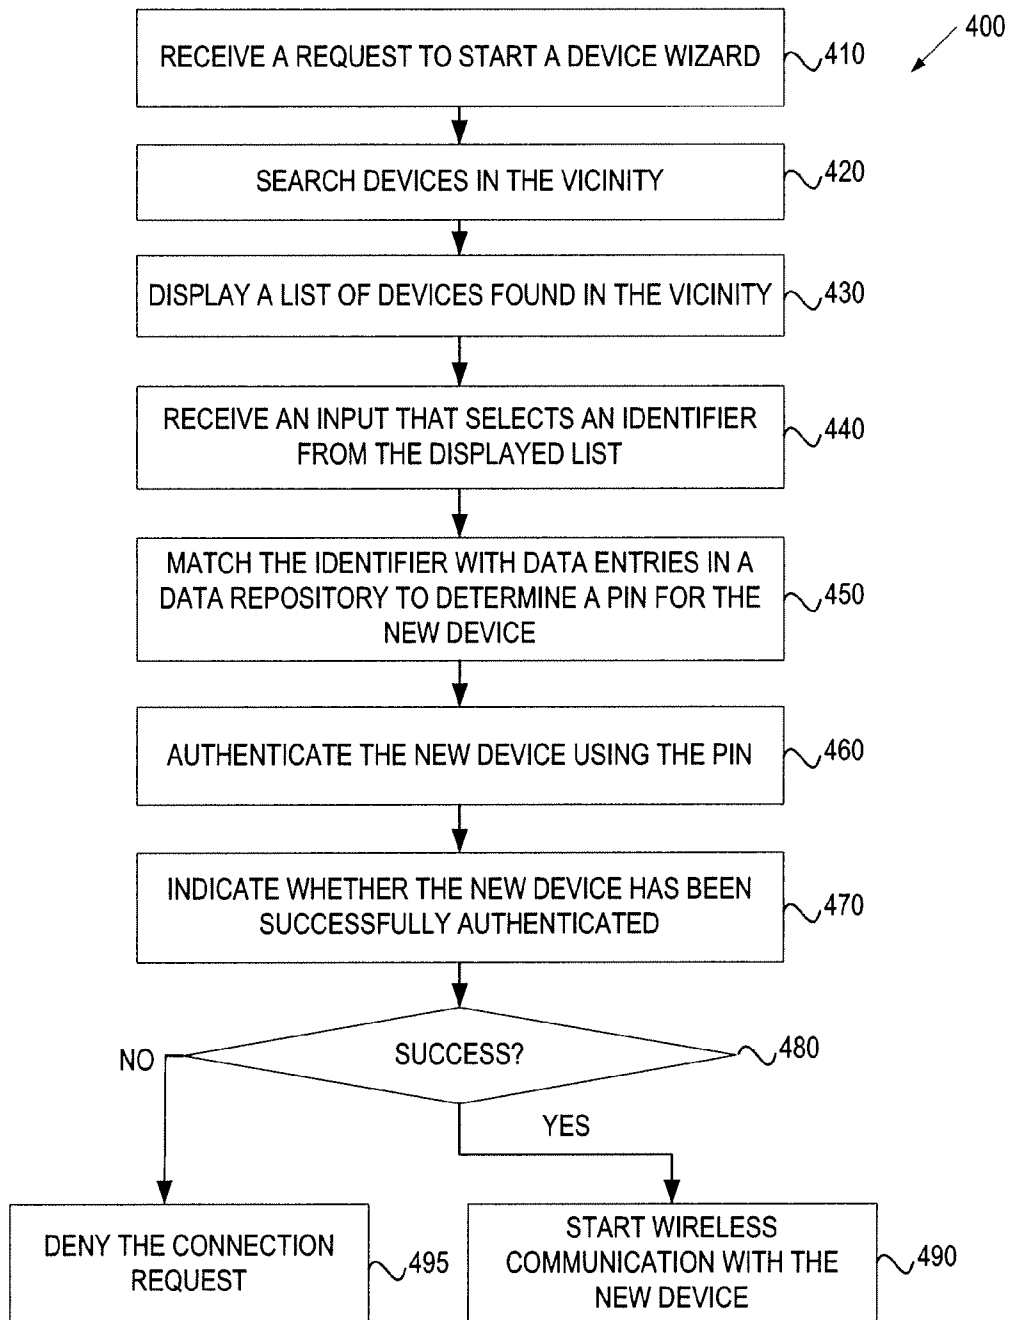 400
RECEIVE A REQUEST TO START A DEVICE WIZARD
410
SEARCH DEVICES IN THE VICINITY
420
DISPLAY A LIST OF DEVICES FOUND IN THE VICINITY
430
RECEIVE AN INPUT THAT SELECTS AN IDENTIFIER
FROM THE DISPLAYED LIST
440
MATCH THE IDENTIFIER WITH DATA ENTRIES IN A
DATA REPOSITORY TO DETERMINE A PIN FOR THE
NEW DEVICE
450
AUTHENTICATE THE NEW DEVICE USING THE PIN
460
INDICATE WHETHER THE NEW DEVICE HAS BEEN
SUCCESSFULLY AUTHENTICATED
470
SUCCESS?
480
NO
YES
DENY THE CONNECTION
REQUEST
495
START WIRELESS
COMMUNICATION WITH THE
NEW DEVICE
490